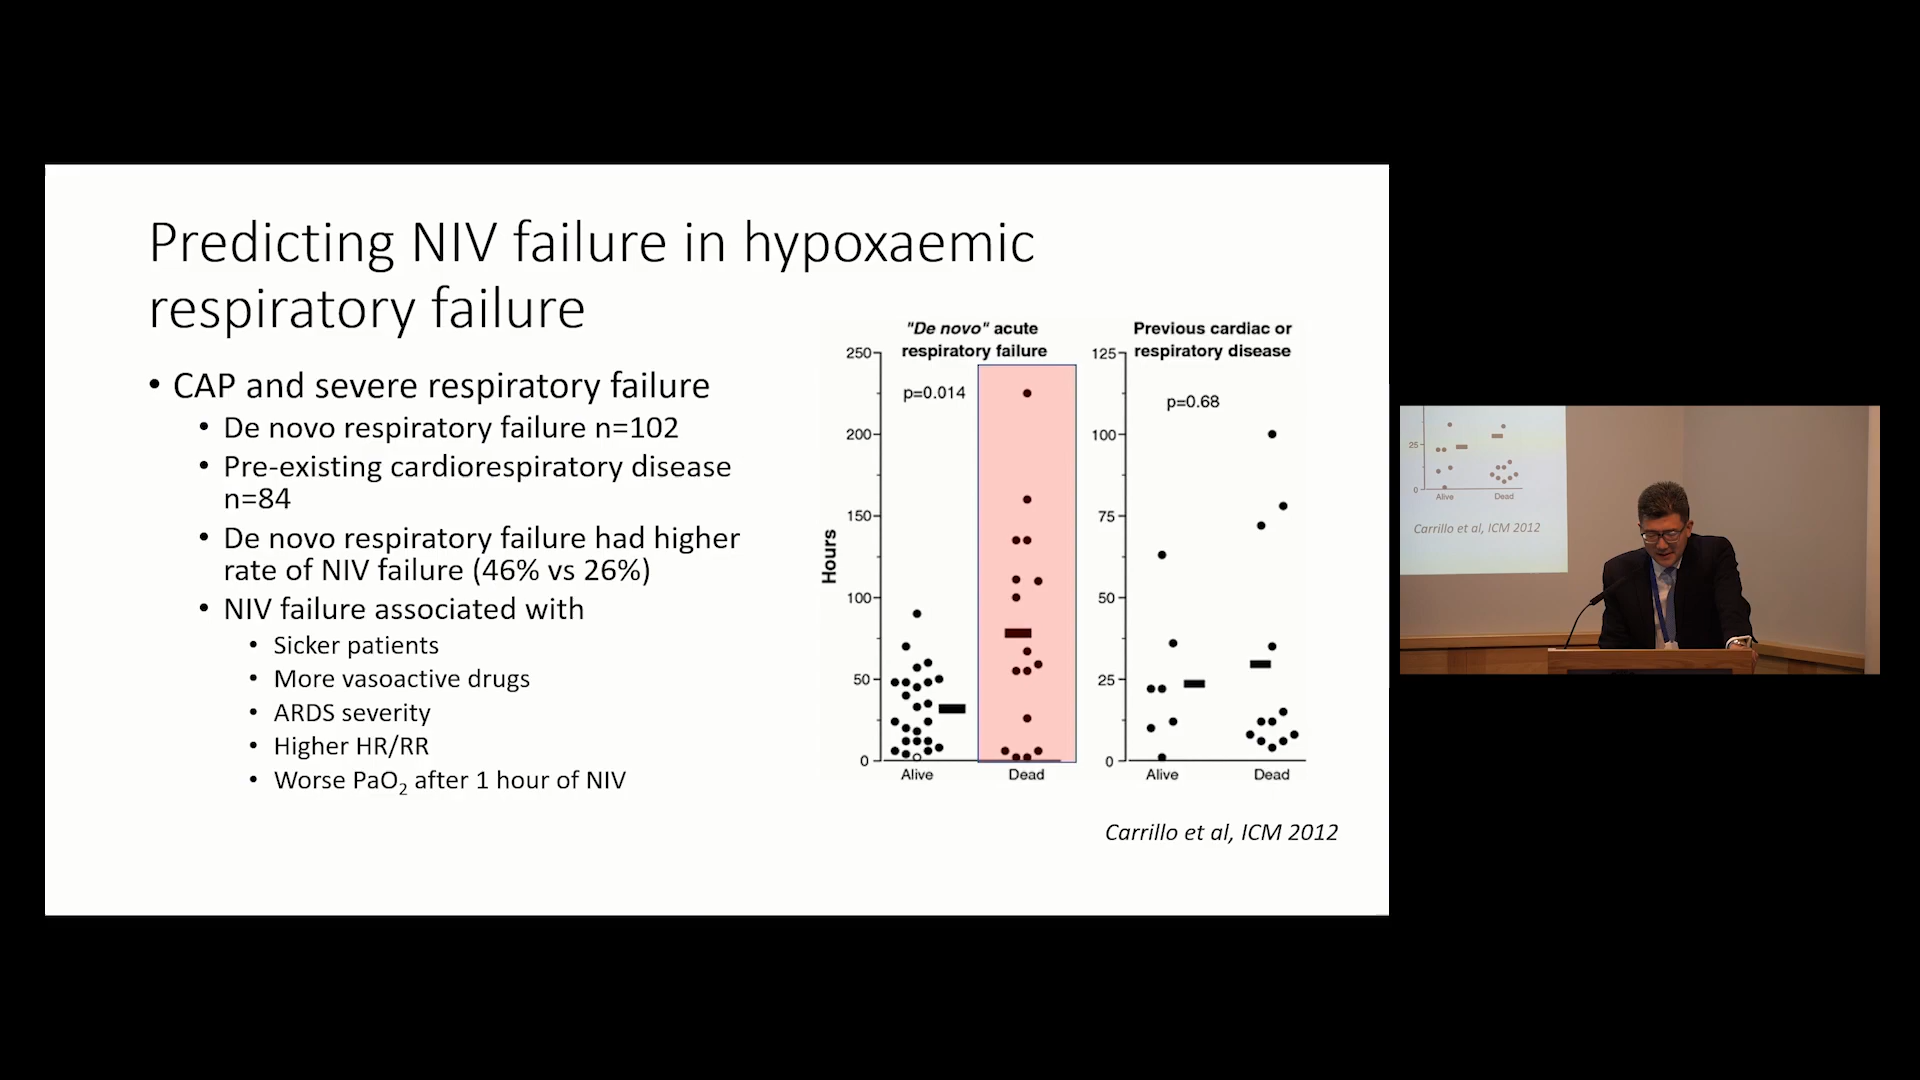 Predicting NIV failure in hypoxaemic
respiratory failure
• CAP and severe respiratory failure
• De novo respiratory failure n=102
• Pre-existing cardiorespiratory disease
n=84
• De novo respiratory failure had higher
rate of NIV failure (46% vs 26%)
• NIV failure associated with
• Sicker patients
• More vasoactive drugs
• ARDS severity
• Higher HR/RR
• Worse PaO₂ after 1 hour of NIV
"De novo" acute
respiratory failure
p=0.014
Hours
250
200
150
100
50
0
Alive
Dead
Previous cardiac or
respiratory disease
p=0.68
125
100
75
50
25
0
Alive
Dead
Carrillo et al, ICM 2012
25
0
Alive
Dead
Carrillo et al, ICM 2012